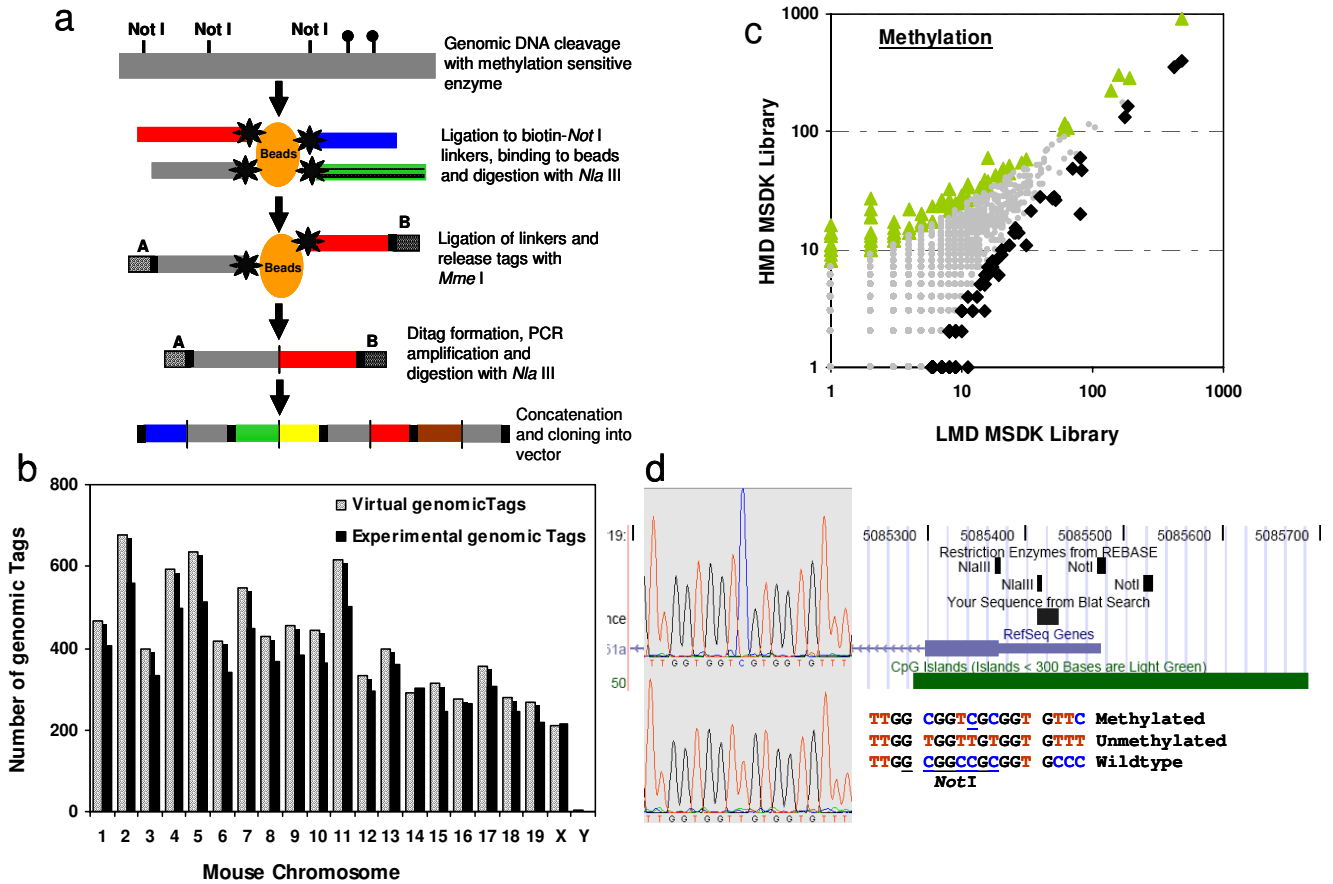 a
Not I Not I Not I
Genomic DNA cleavage
with methylation sensitive
enzyme
Beads
Ligation to biotin-Not I
linkers, binding to beads
and digestion with Nla III
A
B
Beads
Ligation of linkers and
release tags with
Mme I
A
B
Ditag formation, PCR
amplification and
digestion with Nla III
Concatenation
and cloning into
vector
c
Methylation
HMD MSDK Library
1000
100
10
1
1 10 100 1000
LMD MSDK Library
b
Number of genomic Tags
800
600
400
200
0
Virtual genomicTags
Experimental genomic Tags
1 2 3 4 5 6 7 8 9 10 11 12 13 14 15 16 17 18 19 X Y
Mouse Chromosome
d
19: 5085300 5085400 5085500 5085600 5085700
Restriction Enzymes from REBASE
NlaIII NotI
NlaIII NotI
Your Sequence from Blat Search
nce
RefSeq Genes
51a
CpG Islands (Islands < 300 Bases are Light Green)
50
T T G G T G G T C G T G G T G T T T
T T G G T G G T T G T G G T G T T T
TTGG CGGTCGCGGT GTTC Methylated
TTGG TGGTTGTGGT GTTT Unmethylated
TTGG CGGCCGCGGT GCCC Wildtype
NotI